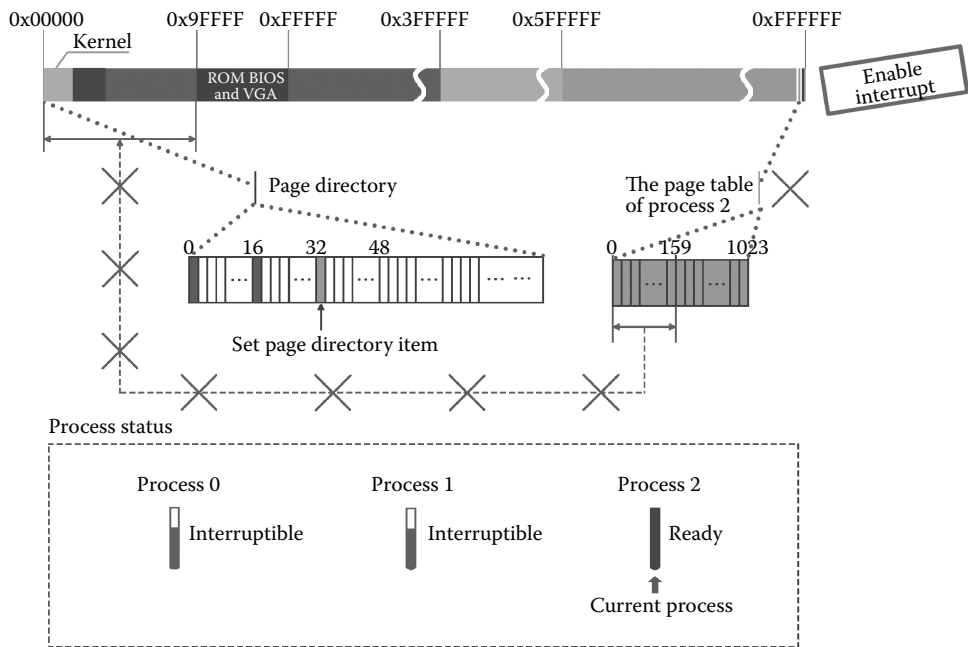 0x00000 0x9FFFF 0xFFFFF 0x3FFFFF 0x5FFFFF 0xFFFFFF
Kernel
ROM BIOS
and VGA
Enable
interrupt
Page directory
The page table
of process 2
0 16 32 48
0 159 1023
... ... ... ... ...
... ...
Set page directory item
Process status
Process 0 Process 1 Process 2
Interruptible Interruptible Ready
Current process